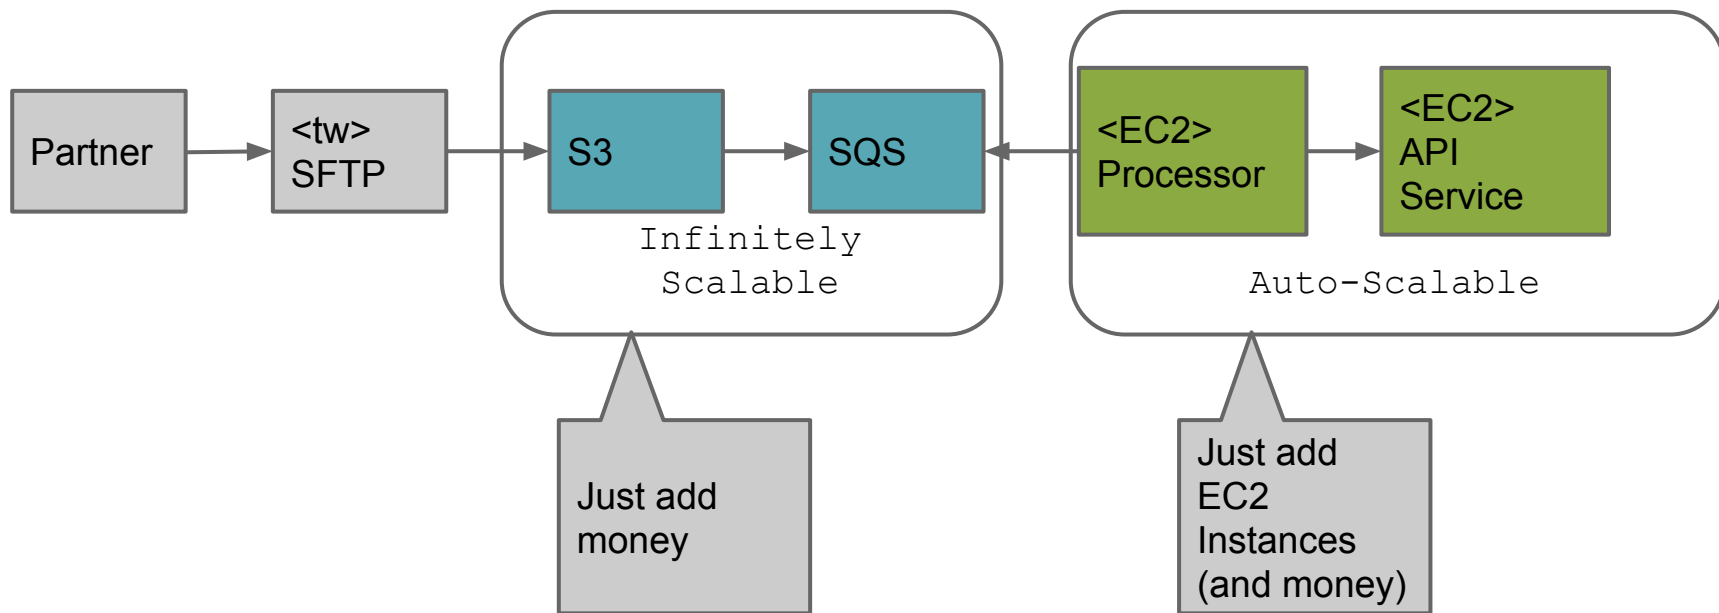 Partner
<tw>
SFTP
S3
SQS
Infinitely
Scalable
<EC2>
Processor
<EC2>
API
Service
Auto-Scalable
Just add
money
Just add
EC2
Instances
(and money)